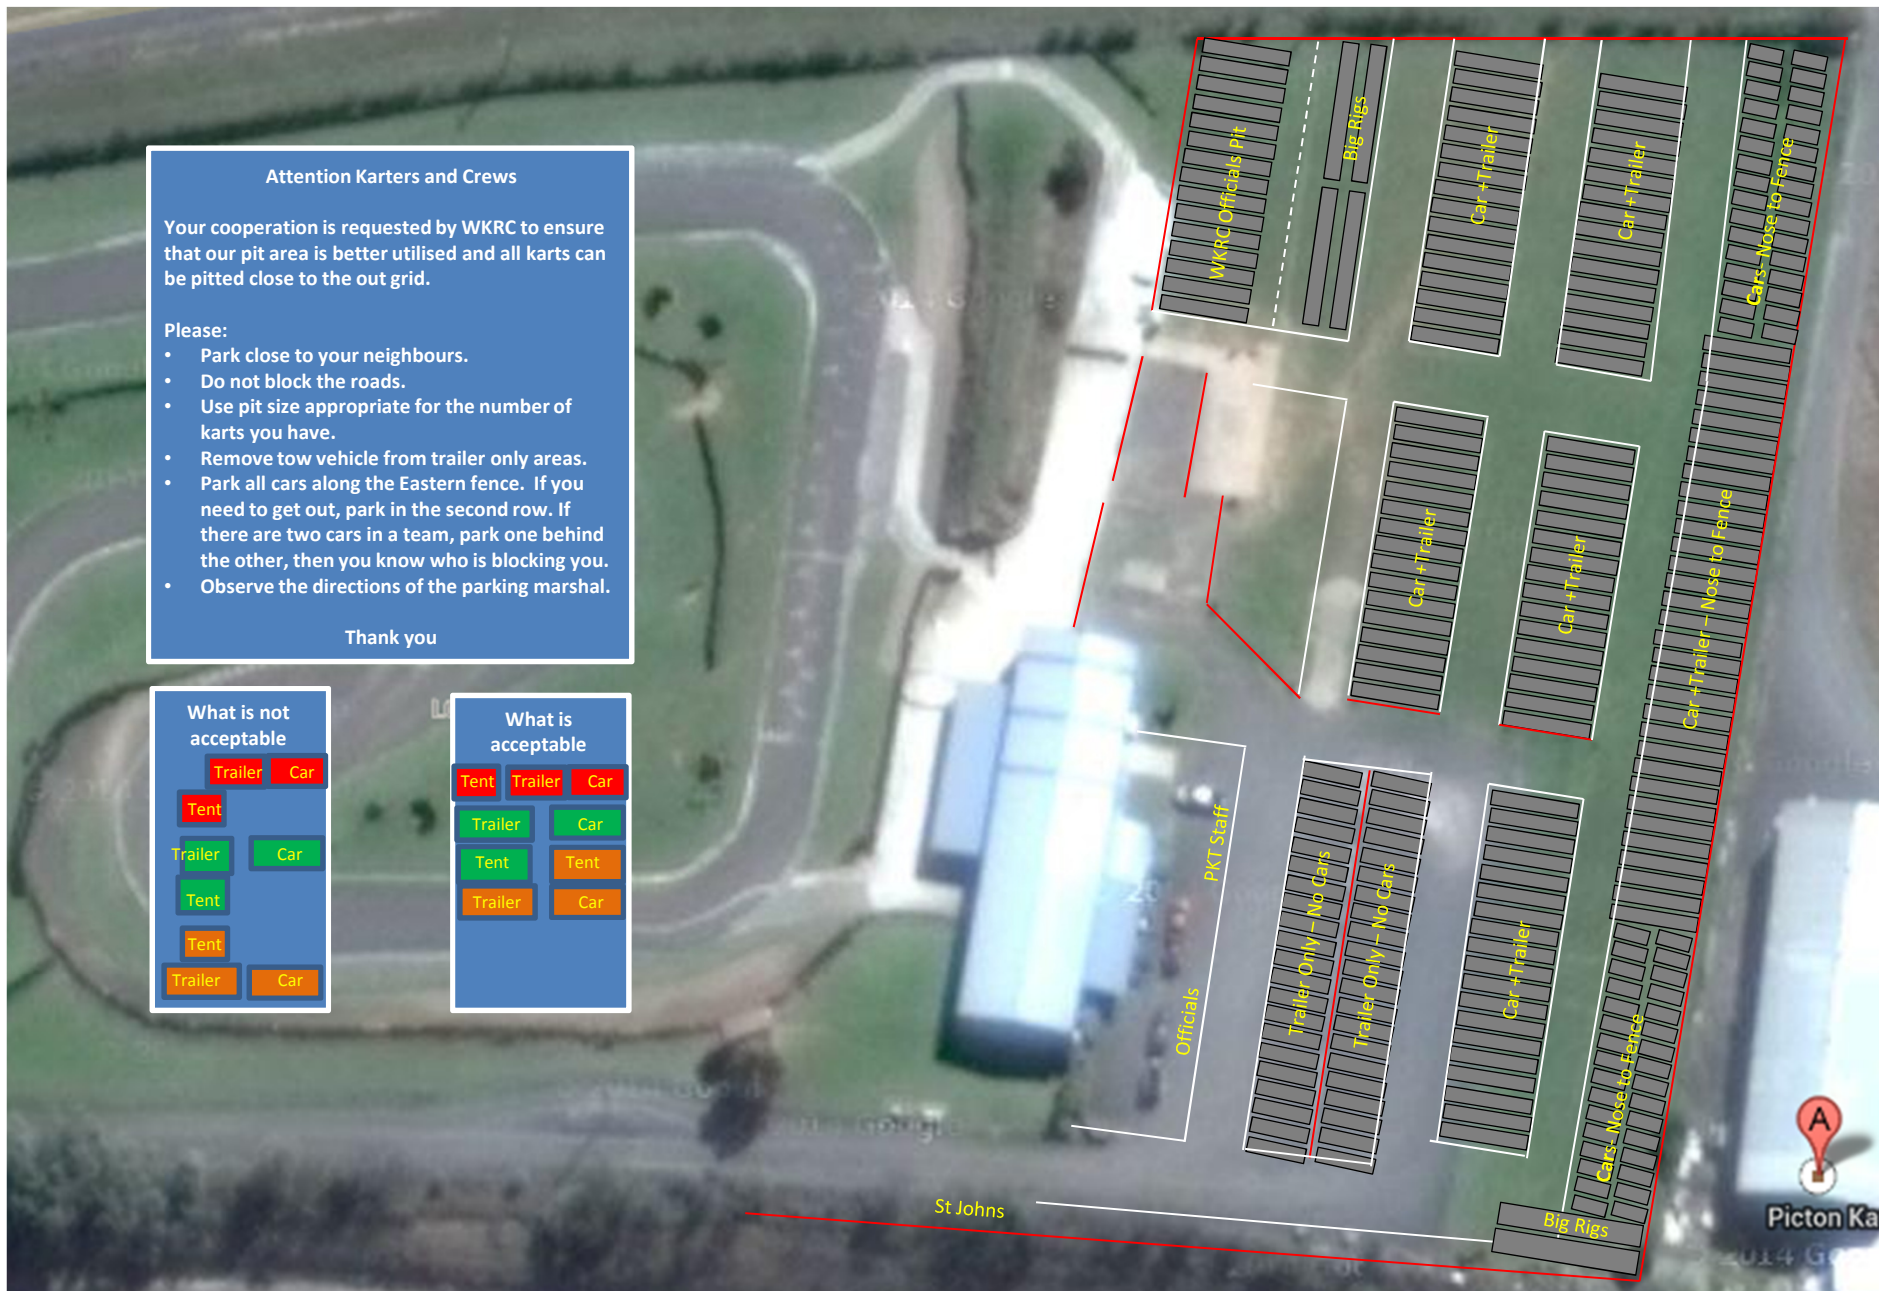 Attention Karters and Crews
Your cooperation is requested by WKRC to ensure
that our pit area is better utilised and all karts can
be pitted close to the out grid.
Please:
• Park close to your neighbours.
• Do not block the roads.
• Use pit size appropriate for the number of
karts you have.
• Remove tow vehicle from trailer only areas.
• Park all cars along the Eastern fence. If you
need to get out, park in the second row. If
there are two cars in a team, park one behind
the other, then you know who is blocking you.
• Observe the directions of the parking marshal.
Thank you
What is not
acceptable
Trailer Car
Tent
Trailer Car
Tent
Tent
Trailer Car
What is
acceptable
Tent Trailer Car
Trailer Car
Tent Tent
Trailer Car
WKRC Officials Pit
Big Rigs
Car +Trailer
Car +Trailer
Cars- Nose to Fence
Car +Trailer
Car +Trailer
Car +Trailer – Nose to Fence
PKT Staff
Officials
Trailer Only – No Cars
Trailer Only – No Cars
Car +Trailer
Cars- Nose to Fence
St Johns
Big Rigs
A
Picton Ka
2014 Google